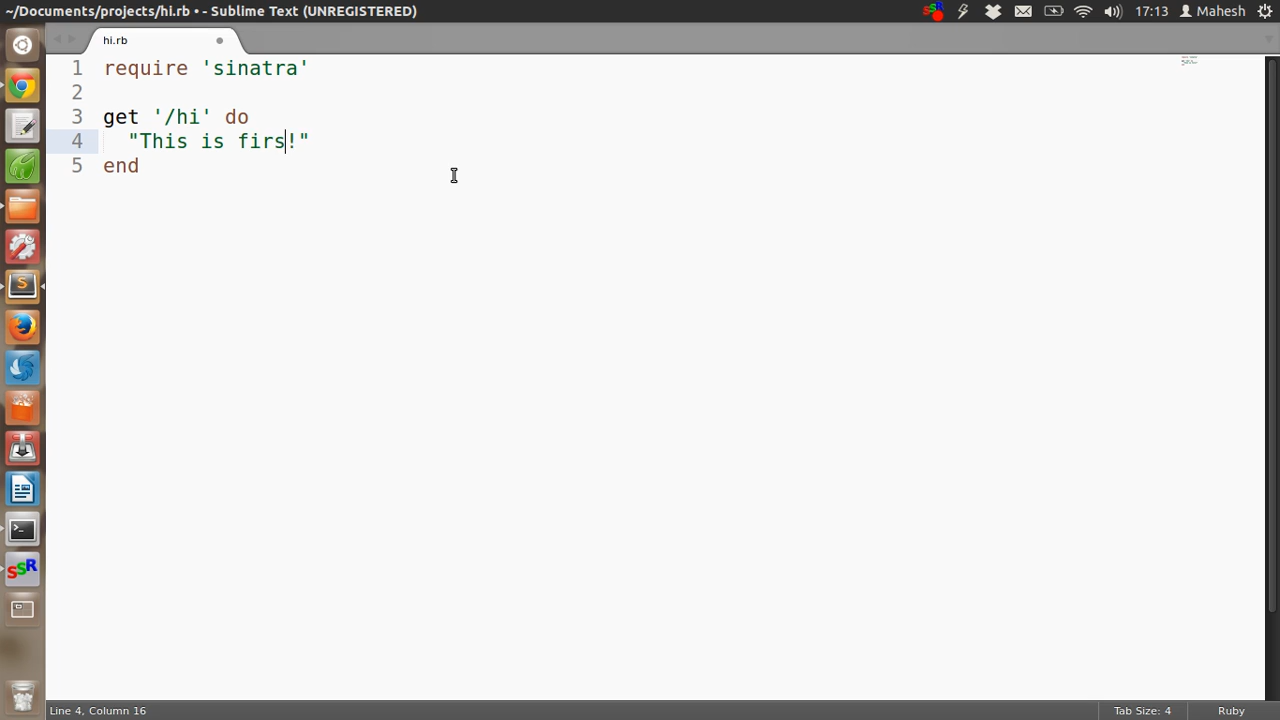 ~/Documents/projects/hi.rb • - Sublime Text (UNREGISTERED)
17:13 Mahesh
hi.rb
1 require 'sinatra'
2
3 get '/hi' do
4 "This is firs!"
5 end
S
>_
SSR
Line 4, Column 16
Tab Size: 4
Ruby